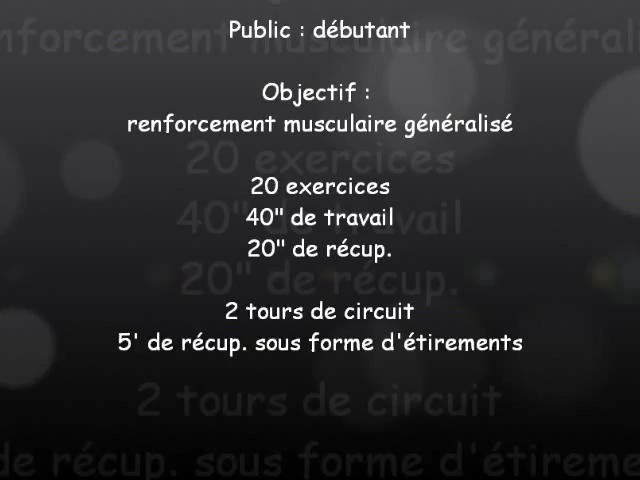 Public : débutant
Objectif :
renforcement musculaire généralisé
20 exercices
40" de travail
20" de récup.
2 tours de circuit
5' de récup. sous forme d'étirements